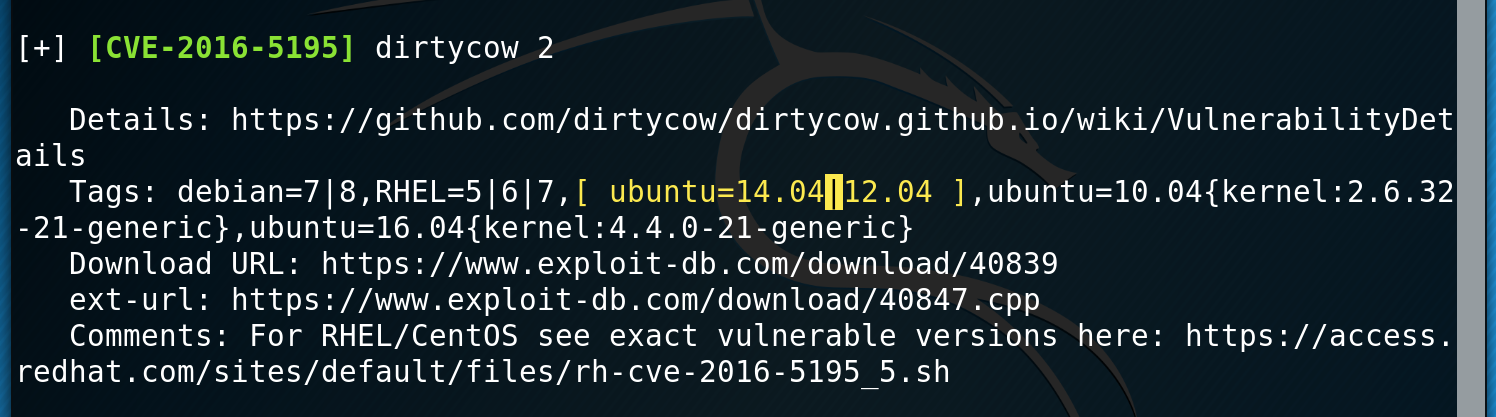 [+] [CVE-2016-5195] dirtycow 2
Details: https://github.com/dirtycow/dirtycow.github.io/wiki/VulnerabilityDet
ails
Tags: debian=7|8,RHEL=5|6|7,[ ubuntu=14.04|12.04 ],ubuntu=10.04{kernel:2.6.32
-21-generic},ubuntu=16.04{kernel:4.4.0-21-generic}
Download URL: https://www.exploit-db.com/download/40839
ext-url: https://www.exploit-db.com/download/40847.cpp
Comments: For RHEL/CentOS see exact vulnerable versions here: https://access.
redhat.com/sites/default/files/rh-cve-2016-5195_5.sh